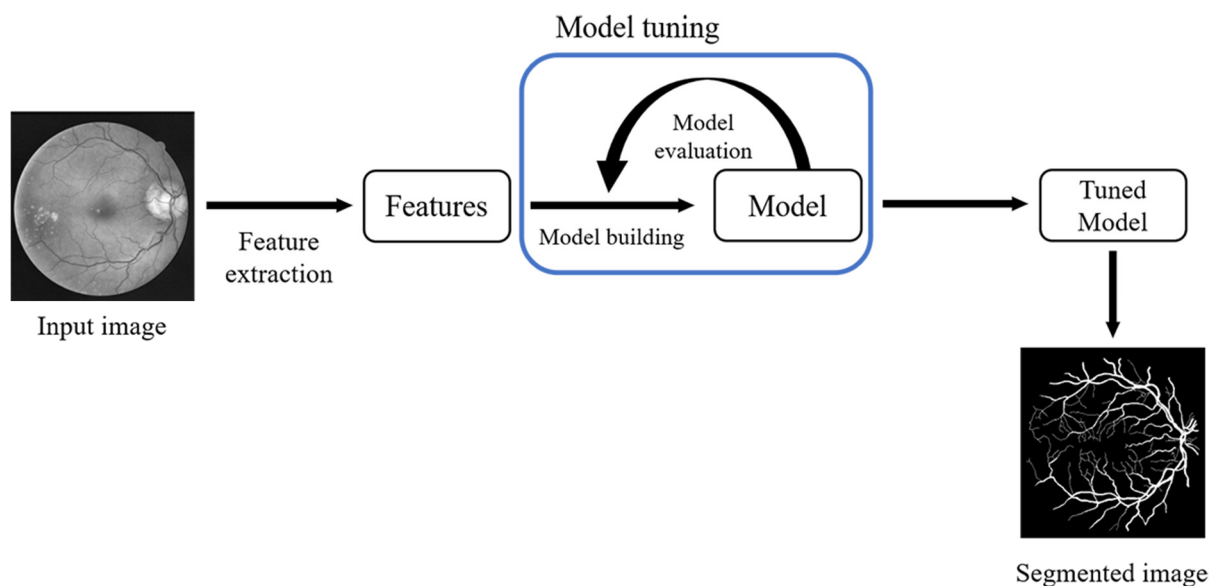 Model tuning
Model
evaluation
Features
Model
Tuned
Model
Model building
Feature
extraction
Input image
Segmented image